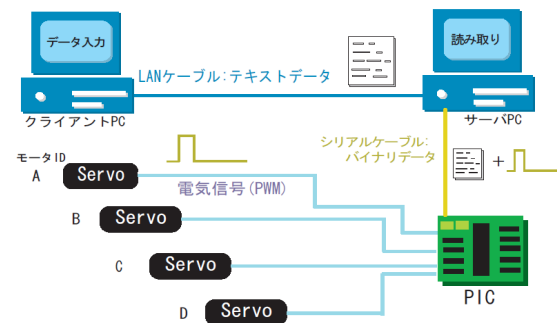 データ入力
読み取り
LANケーブル:テキストデータ
クライアントPC
サーバPC
シリアルケーブル:
バイナリデータ
+
モータID
A
Servo
電気信号(PWM)
B
Servo
C
Servo
D
Servo
PIC